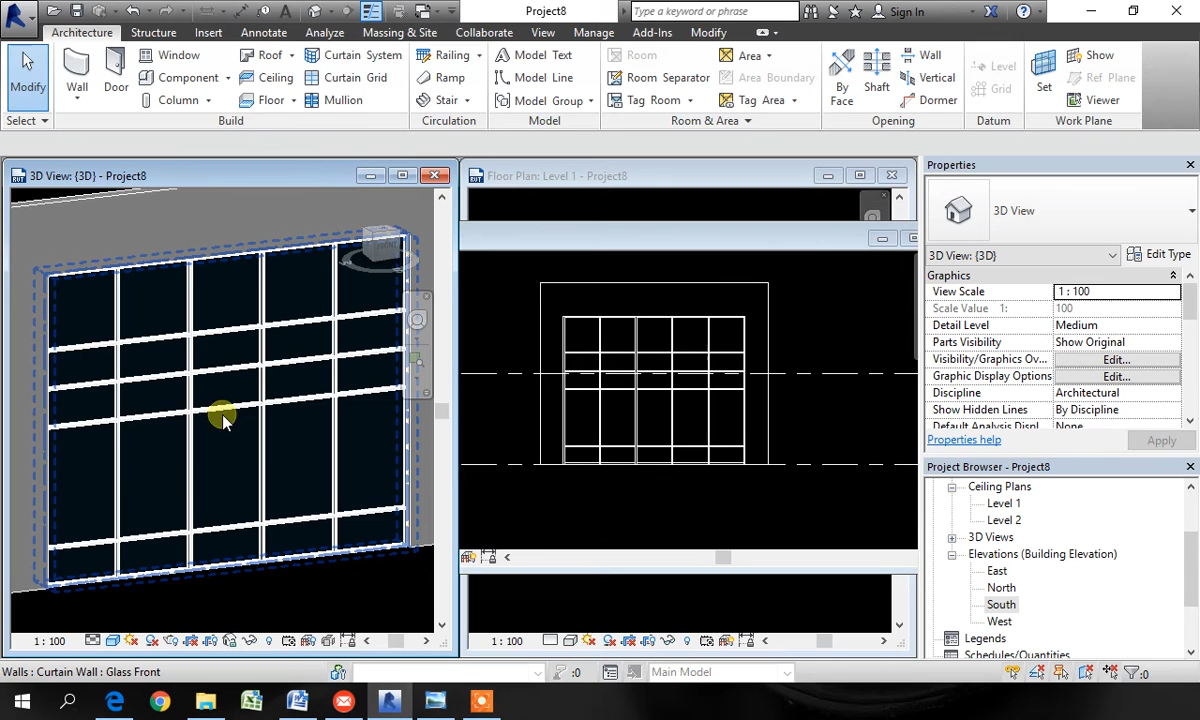 Project8
Type a keyword or phrase
Sign In
Architecture Structure Insert Annotate Analyze Massing & Site Collaborate View Manage Add-Ins Modify
Modify
Select
Wall
Door
Window
Component
Column
Roof
Ceiling
Floor
Curtain System
Curtain Grid
Mullion
Build
Railing
Ramp
Stair
Circulation
Model Text
Model Line
Model Group
Model
Room
Room Separator
Tag Room
Area
Area Boundary
Tag Area
Room & Area
By
Face
Shaft
Wall
Vertical
Dormer
Opening
Level
Grid
Datum
Set
Show
Ref Plane
Viewer
Work Plane
3D View: {3D} - Project8
FRONT
1 : 100
Floor Plan: Level 1 - Project8
1 : 100
Properties
3D View
3D View: {3D} Edit Type
Graphics
View Scale 1 : 100
Scale Value 1: 100
Detail Level Medium
Parts Visibility Show Original
Visibility/Graphics Ov... Edit...
Graphic Display Options Edit...
Discipline Architectural
Show Hidden Lines By Discipline
Default Analysis Displ... None
Properties help Apply
Project Browser - Project8
Ceiling Plans
Level 1
Level 2
3D Views
Elevations (Building Elevation)
East
North
South
West
Legends
Schedules/Quantities
Walls : Curtain Wall : Glass Front
:0
Main Model
:0